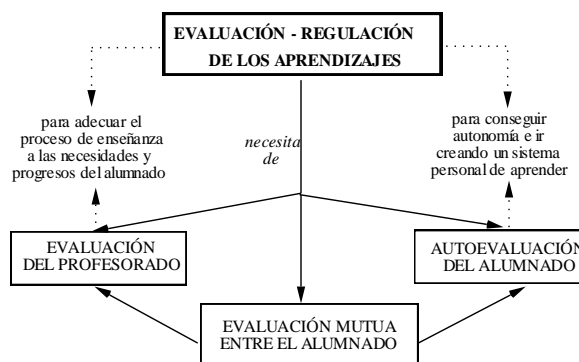 EVALUACIÓN - REGULACIÓN
DE LOS APRENDIZAJES
para adecuar el
proceso de enseñanza
a las necesidades y
progresos del alumnado
necesita
de
para conseguir
autonomía e ir
creando un sistema
personal de aprender
EVALUACIÓN
DEL PROFESORADO
AUTOEVALUACIÓN
DEL ALUMNADO
EVALUACIÓN MUTUA
ENTRE EL ALUMNADO